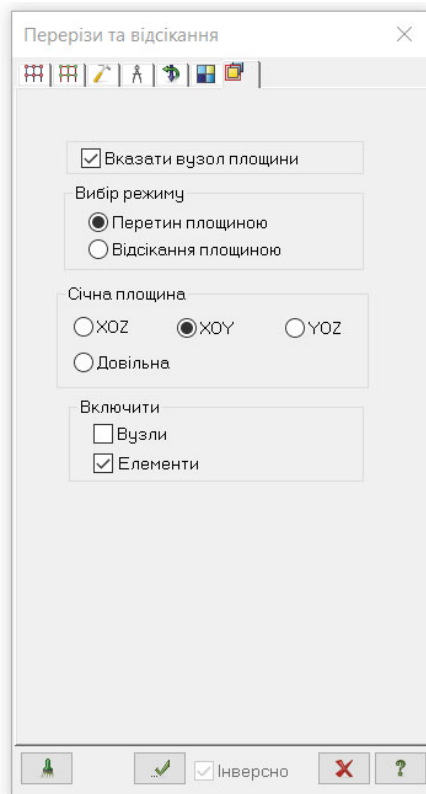 Перерізи та відсікання
Вказати вузол площини
Вибір режиму
Перетин площиною
Відсікання площиною
Січна площина
XOZ XOY YOZ
Довільна
Включити
Вузли
Елементи
Інверсно ?